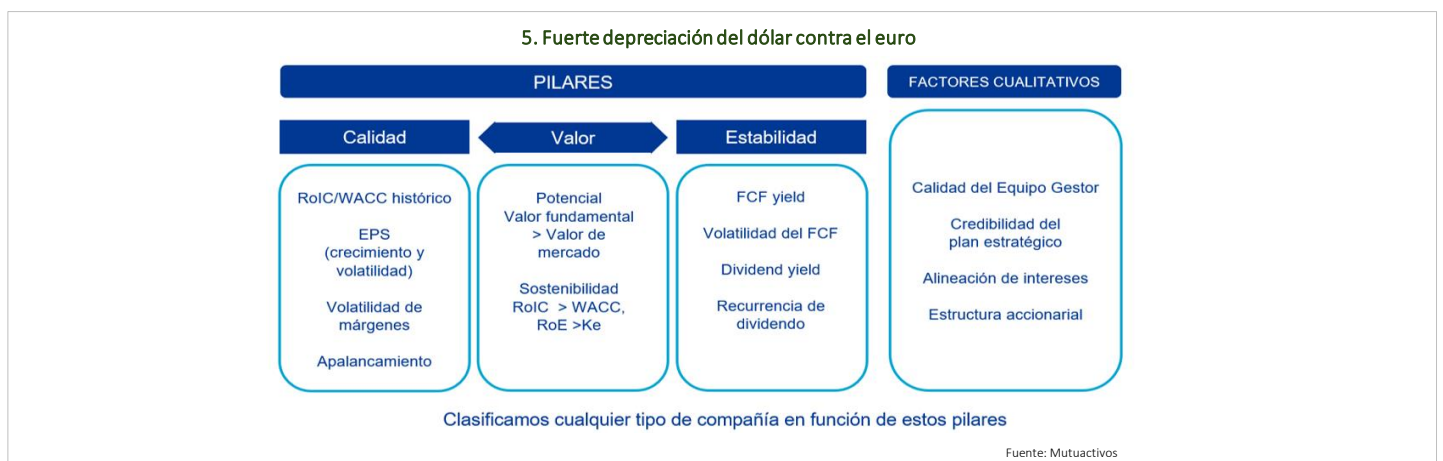 5. Fuerte depreciación del dólar contra el euro
PILARES
FACTORES CUALITATIVOS
Calidad
Valor
Estabilidad
RoIC/WACC histórico
EPS
(crecimiento y
volatilidad)
Volatilidad de
márgenes
Apalancamiento
Potencial
Valor fundamental
> Valor de
mercado
Sostenibilidad
RoIC > WACC,
RoE >Ke
FCF yield
Volatilidad del FCF
Dividend yield
Recurrencia de
dividendo
Calidad del Equipo Gestor
Credibilidad del
plan estratégico
Alineación de intereses
Estructura accionarial
Clasificamos cualquier tipo de compañía en función de estos pilares
Fuente: Mutuactivos